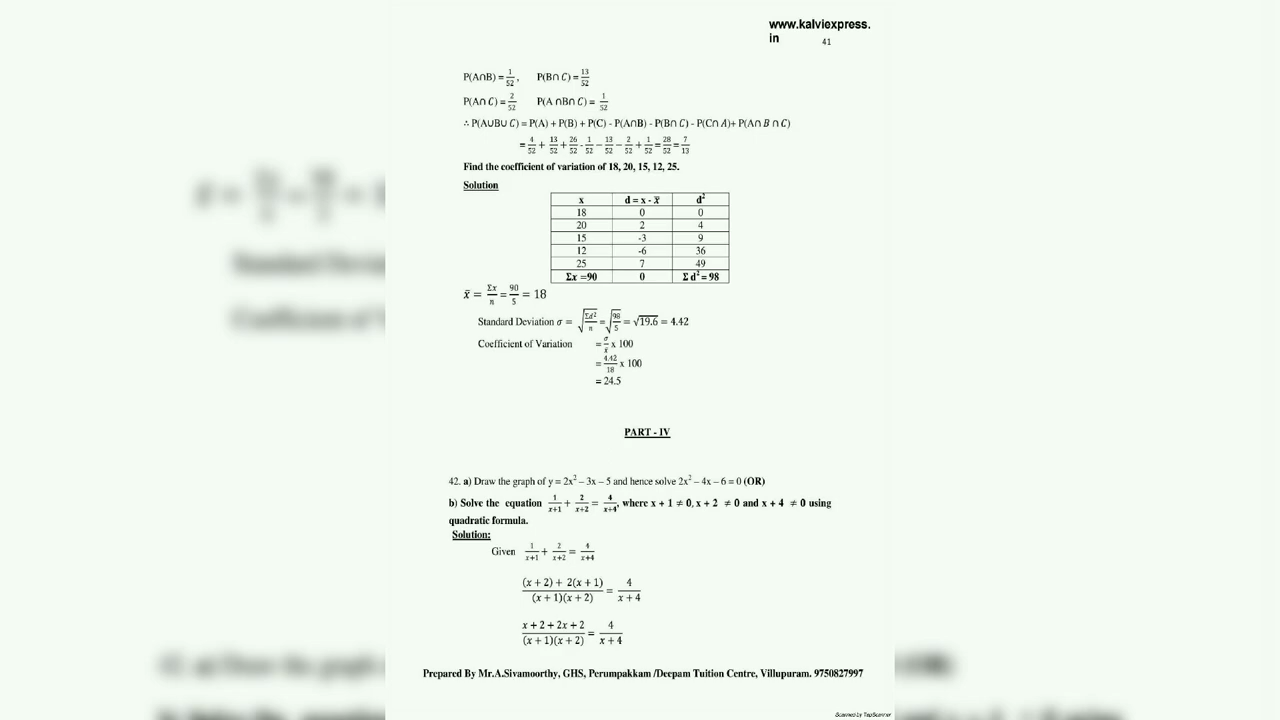 www.kalviexpress.
in
41
P(A∩B) = 1/52, P(B∩ C) = 13/52
P(A∩ C) = 2/52 P(A ∩B∩ C) = 1/52
∴ P(A∪B∪ C) = P(A) + P(B) + P(C) - P(A∩B) - P(B∩ C) - P(C∩ A)+ P(A∩ B ∩ C)
= 4/52 + 13/52 + 26/52 - 1/52 - 13/52 - 2/52 + 1/52 = 28/52 = 7/13
Find the coefficient of variation of 18, 20, 15, 12, 25.
Solution
x d = x - x̄ d²
18 0 0
20 2 4
15 -3 9
12 -6 36
25 7 49
Σx =90 0 Σ d² = 98
x̄ = Σx/n = 90/5 = 18
Standard Deviation σ = √(Σd²/n) = √(98/5) = √19.6 = 4.42
Coefficient of Variation = σ/x̄ x 100
= 4.42/18 x 100
= 24.5
PART - IV
42. a) Draw the graph of y = 2x² – 3x – 5 and hence solve 2x² – 4x – 6 = 0 (OR)
b) Solve the equation 1/(x+1) + 2/(x+2) = 4/(x+4), where x + 1 ≠ 0, x + 2 ≠ 0 and x + 4 ≠ 0 using
quadratic formula.
Solution:
Given 1/(x+1) + 2/(x+2) = 4/(x+4)
((x + 2) + 2(x + 1))/((x + 1)(x + 2)) = 4/(x + 4)
(x + 2 + 2x + 2)/((x + 1)(x + 2)) = 4/(x + 4)
Prepared By Mr.A.Sivamoorthy, GHS, Perumpakkam /Deepam Tuition Centre, Villupuram. 9750827997
Scanned by TapScanner